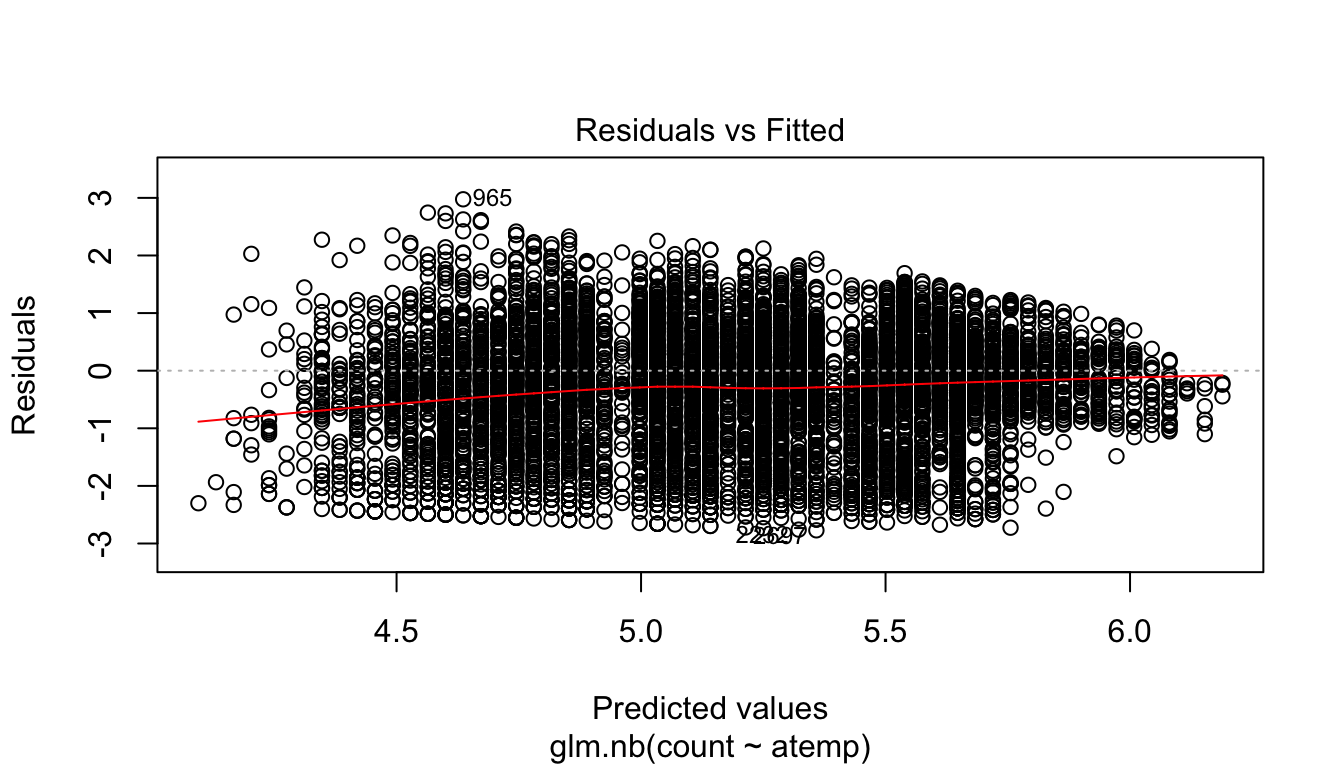 Residuals vs Fitted
Residuals
3
2
1
0
-1
-2
-3
965
4.5 5.0 5.5 6.0
Predicted values
glm.nb(count ~ atemp)